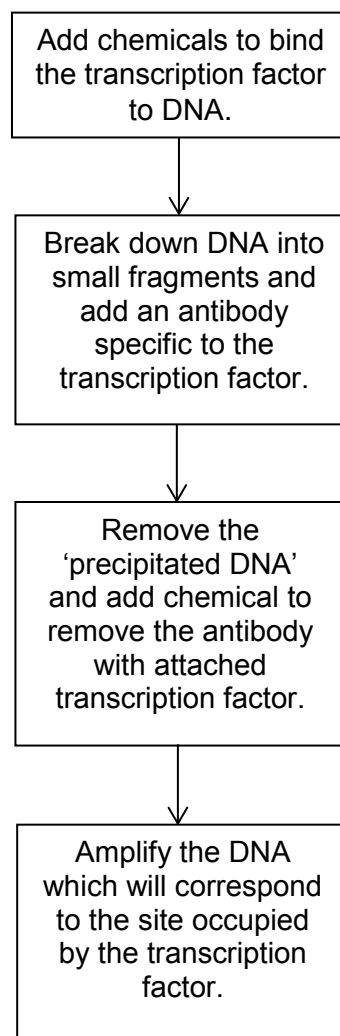 Add chemicals to bind
the transcription factor
to DNA.
Break down DNA into
small fragments and
add an antibody
specific to the
transcription factor.
Remove the
‘precipitated DNA’
and add chemical to
remove the antibody
with attached
transcription factor.
Amplify the DNA
which will correspond
to the site occupied
by the transcription
factor.